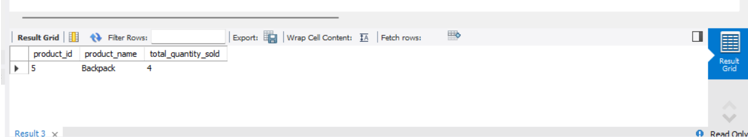 Result Grid Filter Rows: Export: Wrap Cell Content: Fetch rows:
product_id product_name total_quantity_sold
5 Backpack 4
Result
Grid
Result 3 × Read Only